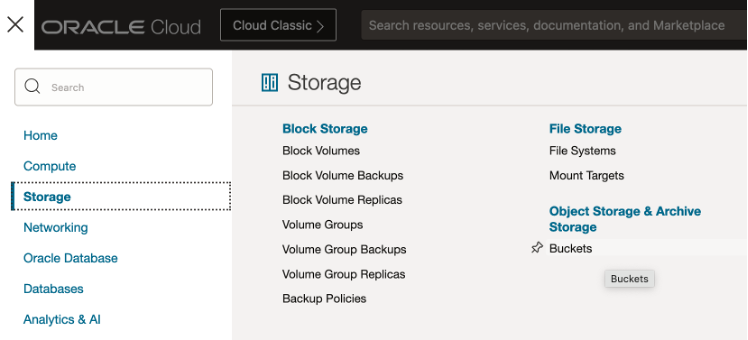 ORACLE Cloud
Cloud Classic >
Search resources, services, documentation, and Marketplace
Search
Home
Compute
Storage
Networking
Oracle Database
Databases
Analytics & AI
Storage
Block Storage
Block Volumes
Block Volume Backups
Block Volume Replicas
Volume Groups
Volume Group Backups
Volume Group Replicas
Backup Policies
File Storage
File Systems
Mount Targets
Object Storage & Archive
Storage
Buckets
Buckets